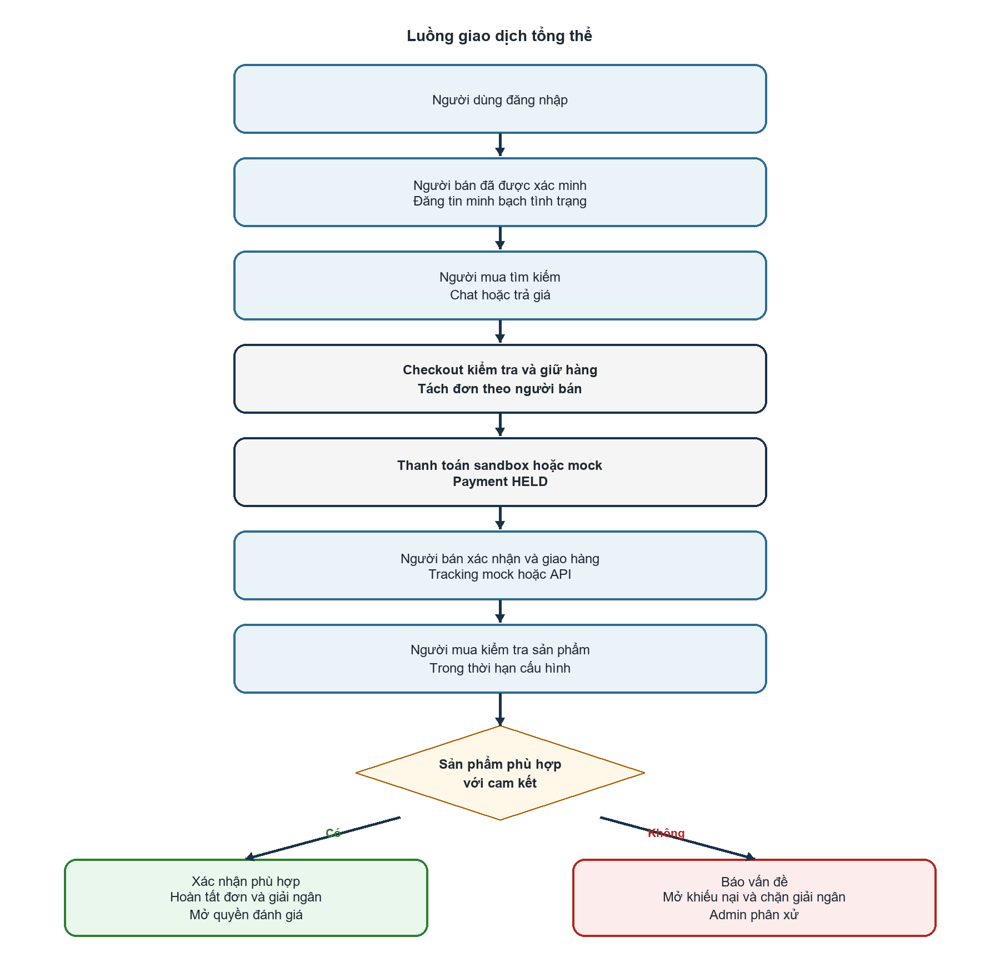 Luồng giao dịch tổng thể
Người dùng đăng nhập
Người bán đã được xác minh
Đăng tin minh bạch tình trạng
Người mua tìm kiếm
Chat hoặc trả giá
Checkout kiểm tra và giữ hàng
Tách đơn theo người bán
Thanh toán sandbox hoặc mock
Payment HELD
Người bán xác nhận và giao hàng
Tracking mock hoặc API
Người mua kiểm tra sản phẩm
Trong thời hạn cấu hình
Sản phẩm phù hợp
với cam kết
Có
Không
Xác nhận phù hợp
Hoàn tất đơn và giải ngân
Mở quyền đánh giá
Báo vấn đề
Mở khiếu nại và chặn giải ngân
Admin phân xử